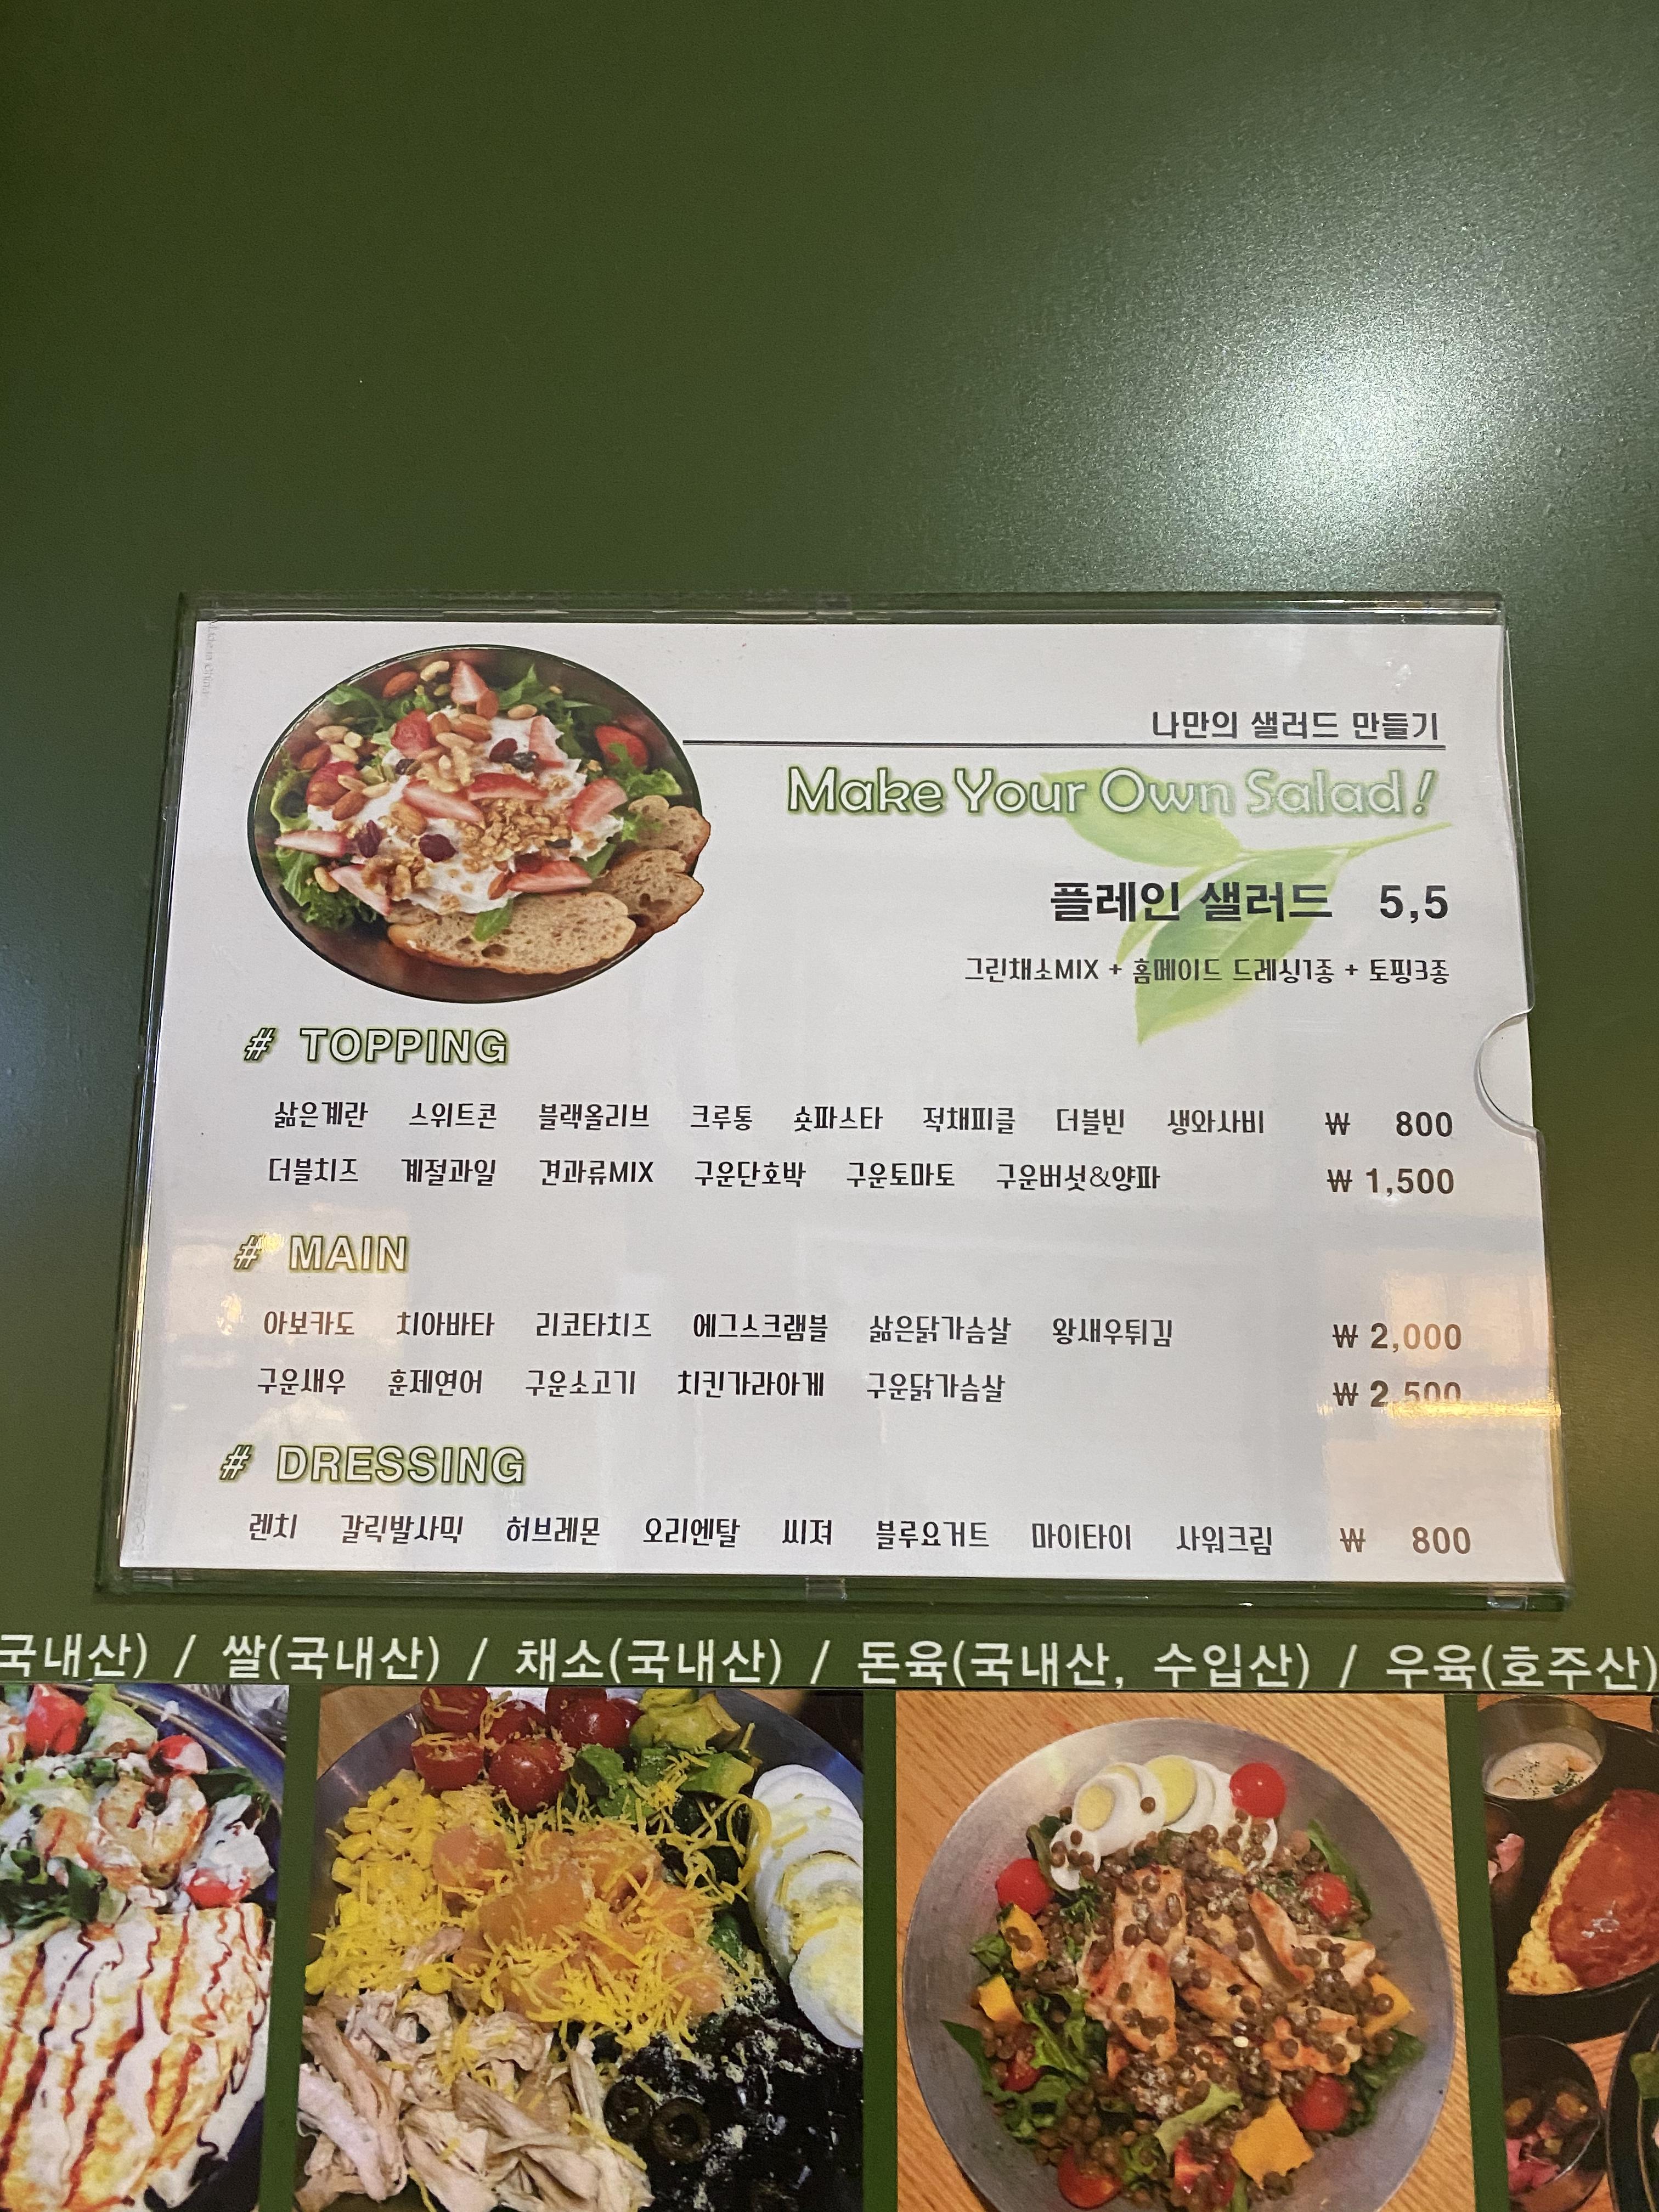 나만의 샐러드 만들기
Make Your Own Salad!
플레인 샐러드 5,5
그린채소MIX + 홈메이드 드레싱1종 + 토핑3종
# TOPPING
삶은계란 스위트콘 블랙올리브 크루통 숏파스타 적채피클 더블빈 생와사비 ₩ 800
더블치즈 계절과일 견과류MIX 구운단호박 구운토마토 구운버섯&양파 ₩ 1,500
# MAIN
아보카도 치아바타 리코타치즈 에그스크램블 삶은닭가슴살 왕새우튀김 ₩ 2,000
구운새우 훈제연어 구운소고기 치킨가라아게 구운닭가슴살 ₩ 2,500
# DRESSING
렌치 갈릭발사믹 허브레몬 오리엔탈 씨져 블루요거트 마이타이 사워크림 ₩ 800
국내산) / 쌀(국내산) / 채소(국내산) / 돈육(국내산, 수입산) / 우육(호주산)